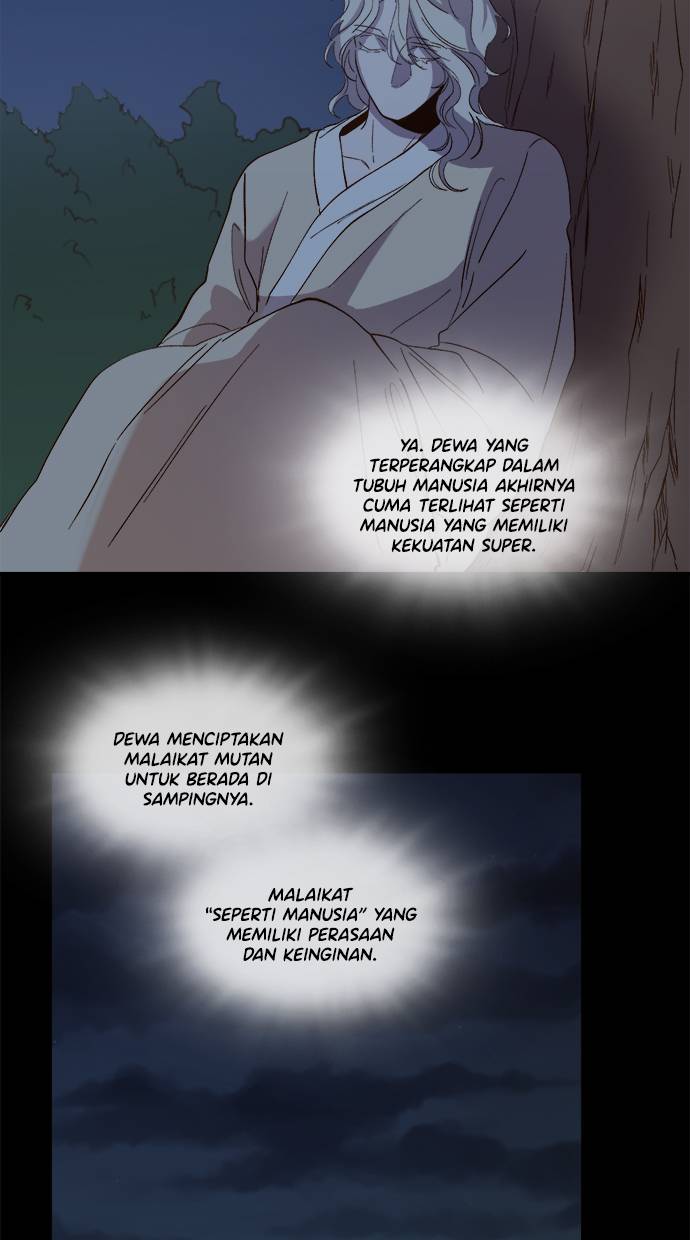 YA. DEWA YANG
TERPERANGKAP DALAM
TUBUH MANUSIA AKHIRNYA
CUMA TERLIHAT SEPERTI
MANUSIA YANG MEMILIKI
KEKUATAN SUPER.
DEWA MENCIPTAKAN
MALAIKAT MUTAN
UNTUK BERADA DI
SAMPINGNYA.
MALAIKAT
“SEPERTI MANUSIA” YANG
MEMILIKI PERASAAN
DAN KEINGINAN.